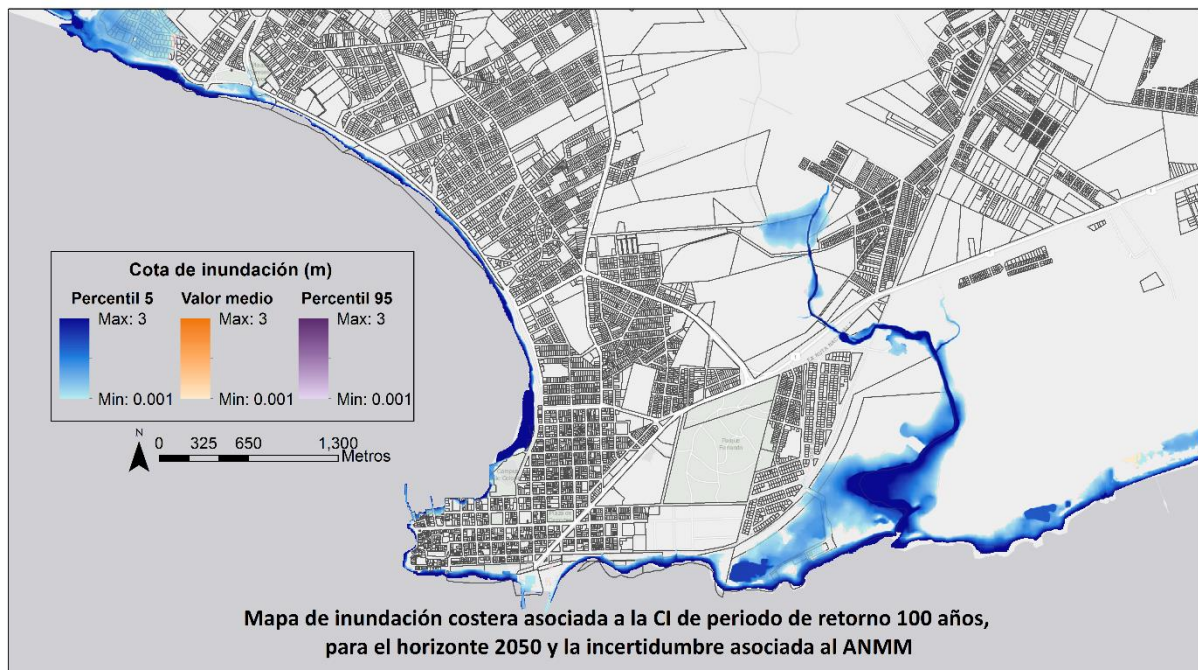 Cota de inundación (m)
Percentil 5 Valor medio Percentil 95
Max: 3 Max: 3 Max: 3
Min: 0.001 Min: 0.001 Min: 0.001
N
0 325 650 1,300
Metros
Parque
Mapa de inundación costera asociada a la CI de periodo de retorno 100 años,
para el horizonte 2050 y la incertidumbre asociada al ANMM